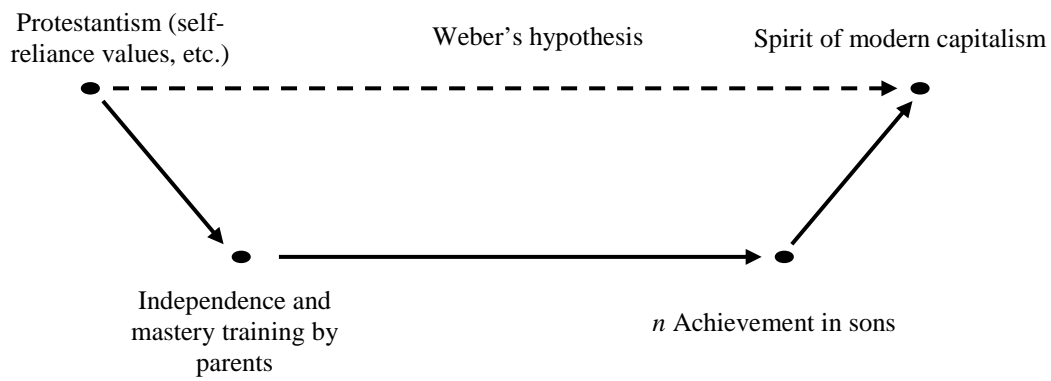 Protestantism (self-
reliance values, etc.)
Weber’s hypothesis
Spirit of modern capitalism
Independence and
mastery training by
parents
n Achievement in sons